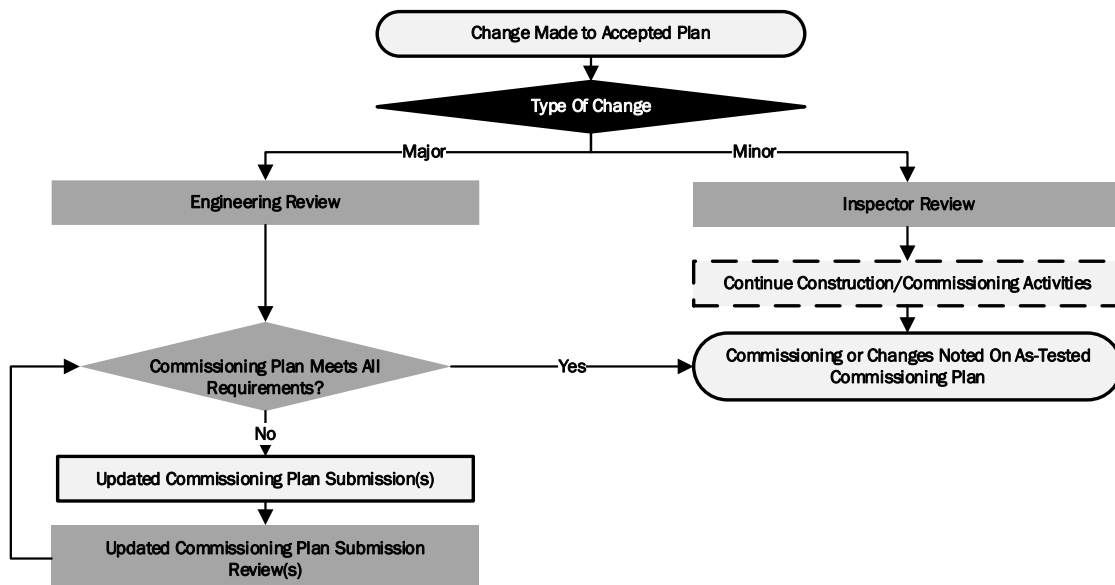 Change Made to Accepted Plan
Type Of Change
Major
Minor
Engineering Review
Inspector Review
Continue Construction/Commissioning Activities
Commissioning Plan Meets All
Requirements?
Yes
Commissioning or Changes Noted On As-Tested
Commissioning Plan
No
Updated Commissioning Plan Submission(s)
Updated Commissioning Plan Submission
Review(s)